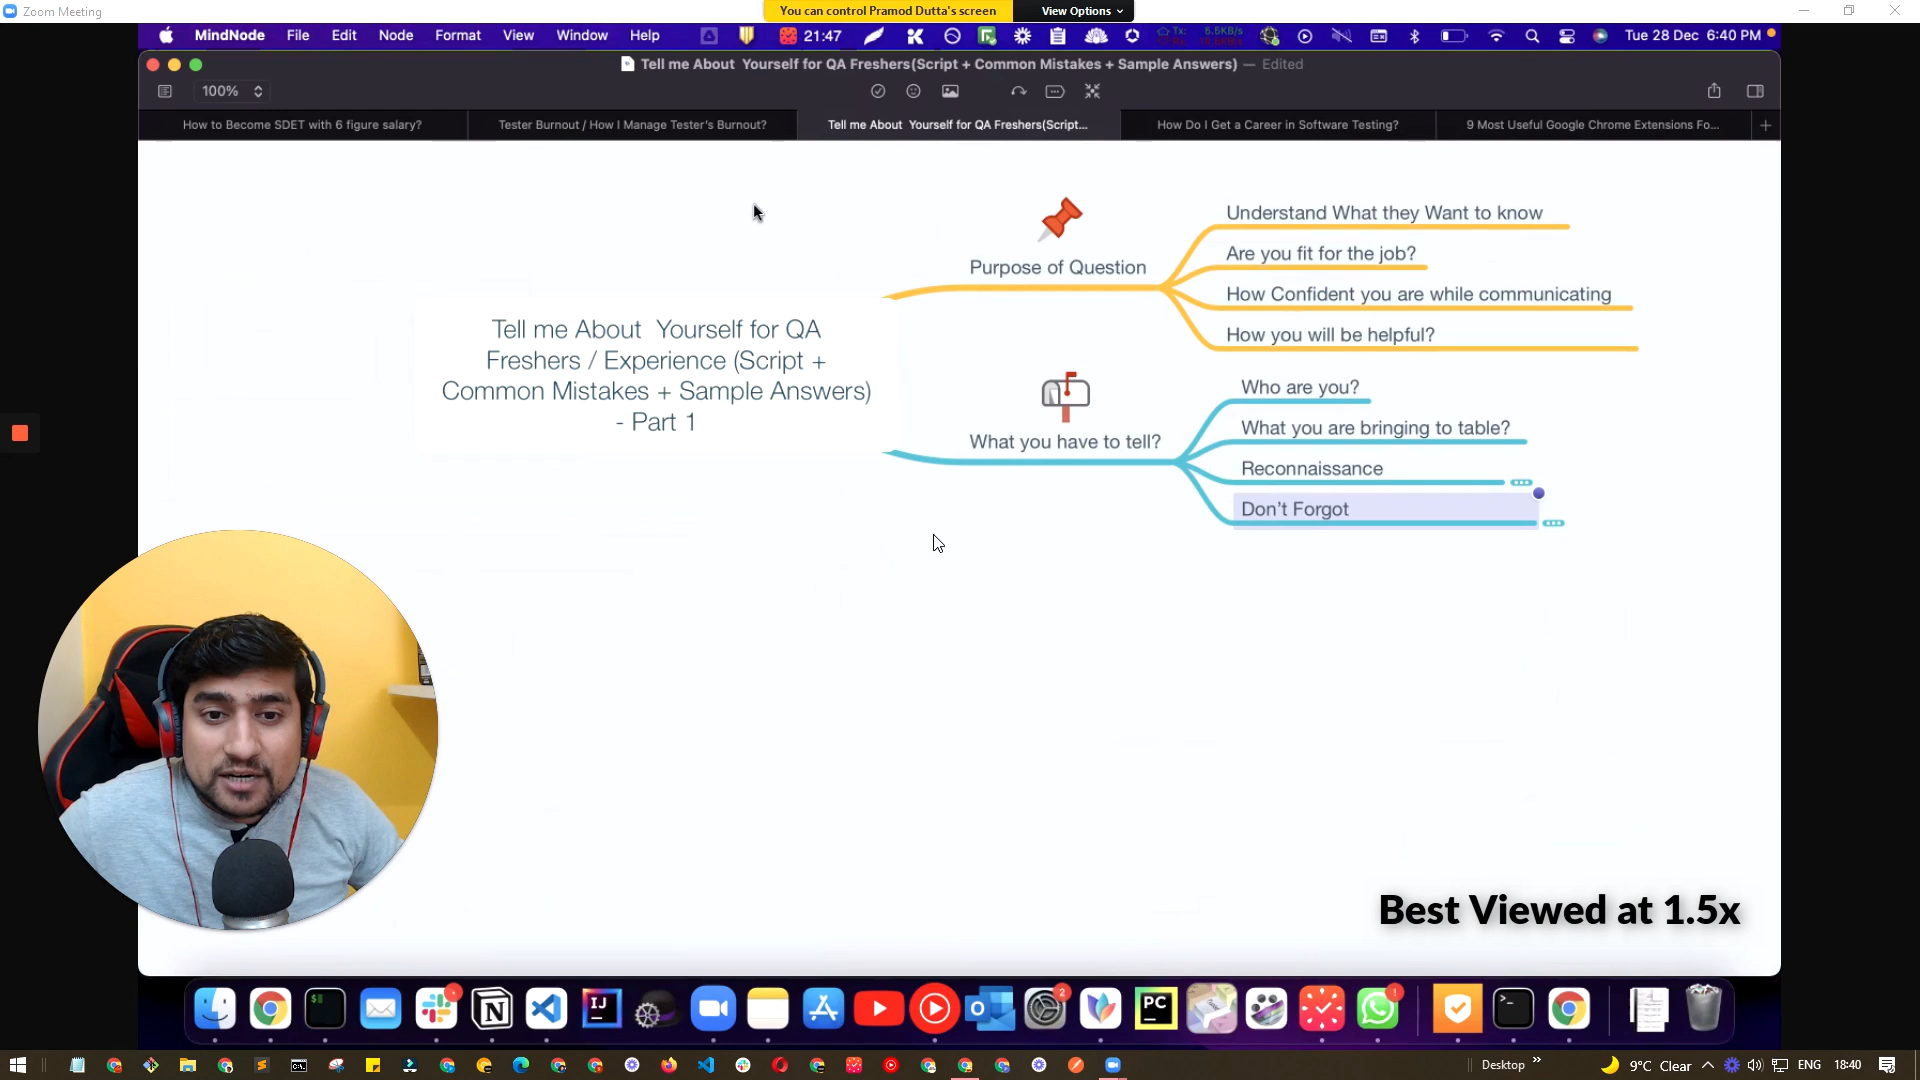 Zoom Meeting
You can control Pramod Dutta's screen
View Options
MindNode File Edit Node Format View Window Help
21:47
Tue 28 Dec 6:40 PM
Tell me About  Yourself for QA Freshers(Script + Common Mistakes + Sample Answers) — Edited
100%
How to Become SDET with 6 figure salary?
Tester Burnout / How I Manage Tester's Burnout?
Tell me About  Yourself for QA Freshers(Script...
How Do I Get a Career in Software Testing?
9 Most Useful Google Chrome Extensions Fo...
Tell me About  Yourself for QA
Freshers / Experience (Script +
Common Mistakes + Sample Answers)
- Part 1
Purpose of Question
Understand What they Want to know
Are you fit for the job?
How Confident you are while communicating
How you will be helpful?
What you have to tell?
Who are you?
What you are bringing to table?
Reconnaissance
Don't Forgot
Best Viewed at 1.5x
IJ
PC
2
1
Desktop
9°C Clear
ENG
18:40